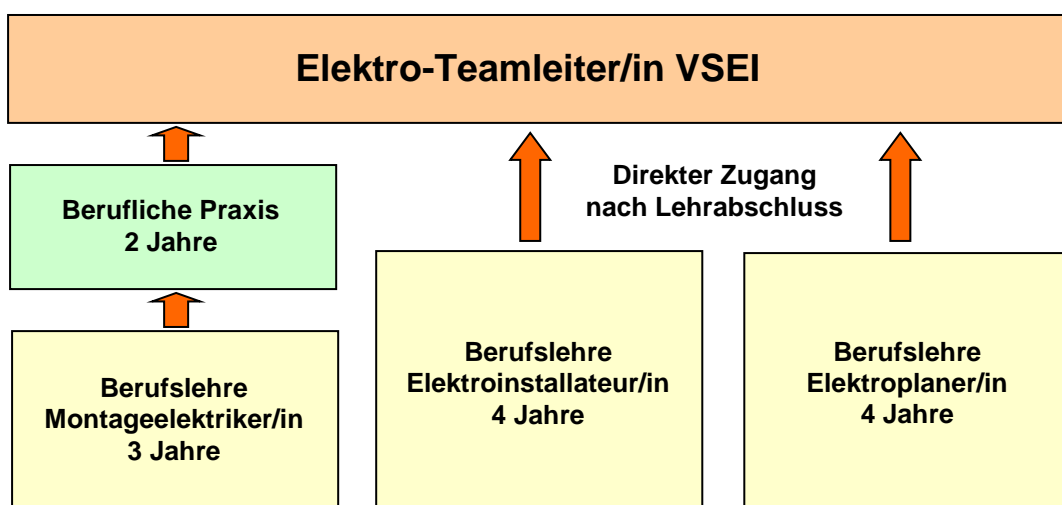 Elektro-Teamleiter/in VSEI
Berufliche Praxis
2 Jahre
Direkter Zugang
nach Lehrabschluss
Berufslehre
Montageelektriker/in
3 Jahre
Berufslehre
Elektroinstallateur/in
4 Jahre
Berufslehre
Elektroplaner/in
4 Jahre